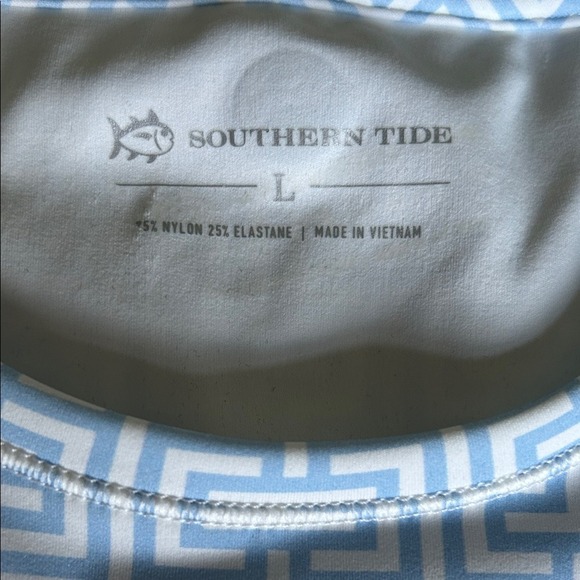 SOUTHERN TIDE
L
75% NYLON 25% ELASTANE | MADE IN VIETNAM